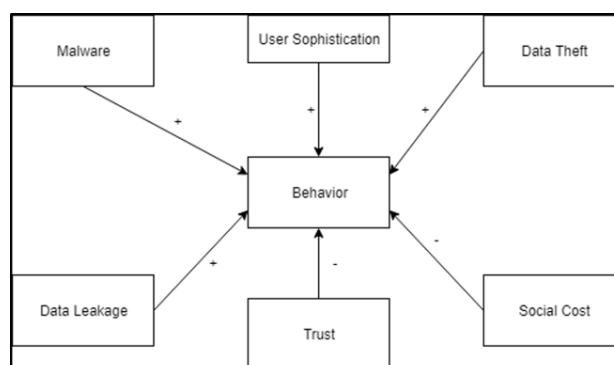 Malware
User Sophistication
Data Theft
+
+
+
Behavior
+
-
-
Data Leakage
Trust
Social Cost